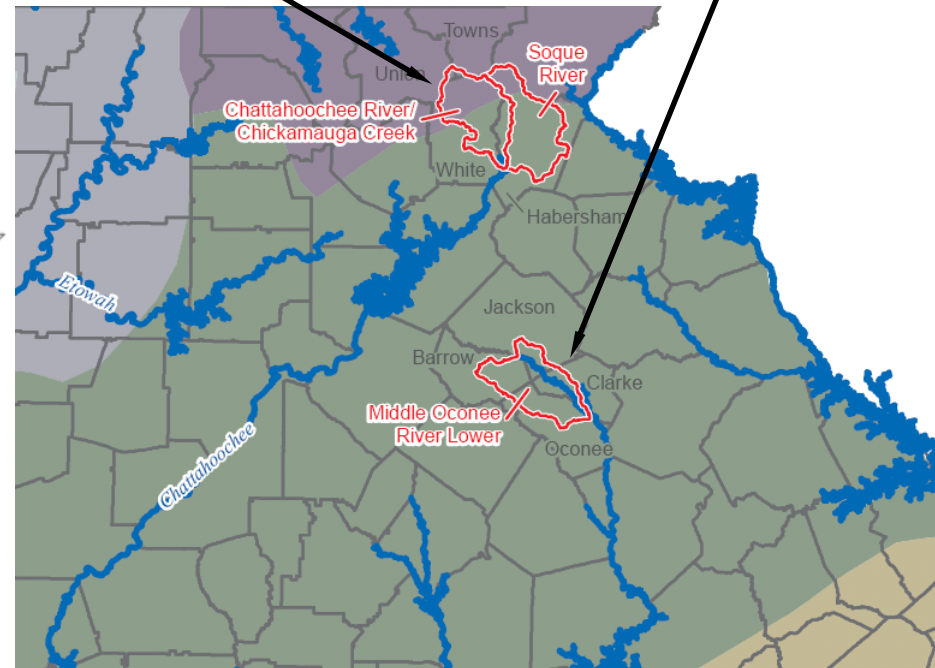 Towns
Soque
River
Union
Chattahoochee River/
Chickamauga Creek
White
Habersham
Etowah
Jackson
Barrow
Clarke
Middle Oconee
River Lower
Oconee
Chattahoochee